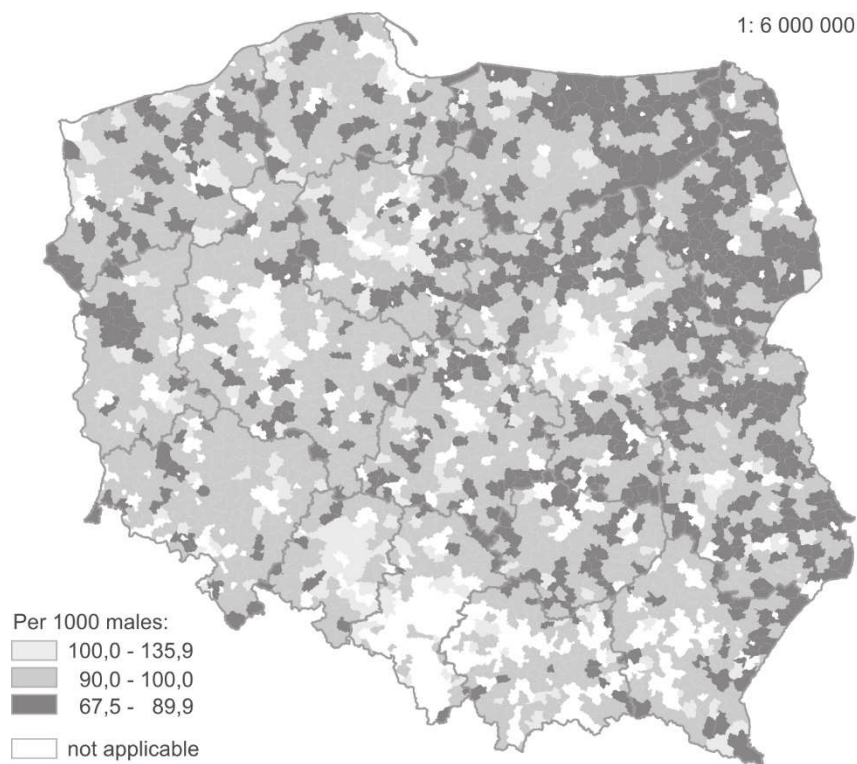 1: 6 000 000
Per 1000 males:
100,0 - 135,9
90,0 - 100,0
67,5 - 89,9
not applicable